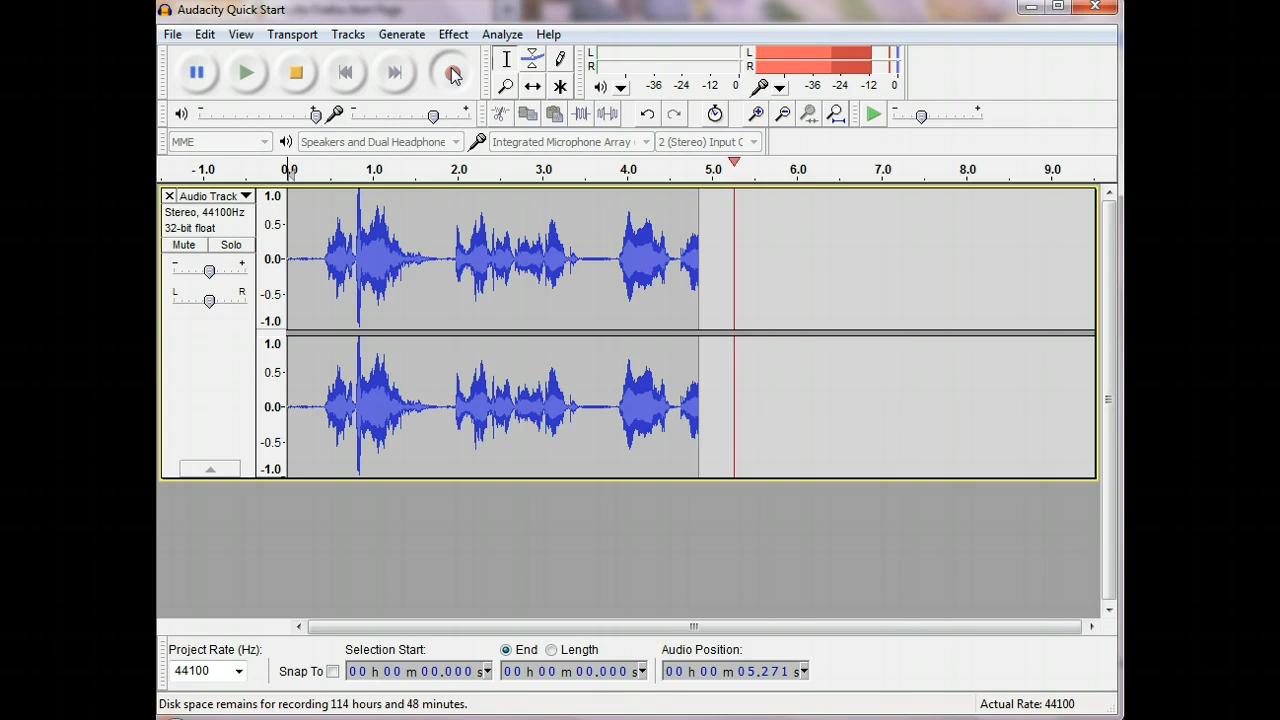 Audacity Quick Start
File Edit View Transport Tracks Generate Effect Analyze Help
L
R
-36 -24 -12 0
L
R
-36 -24 -12 0
- + - +
- +
MME Speakers and Dual Headphone Integrated Microphone Array 2 (Stereo) Input C
- 1.0 0.0 1.0 2.0 3.0 4.0 5.0 6.0 7.0 8.0 9.0
Audio Track
Stereo, 44100Hz
32-bit float
Mute Solo
- +
L R
1.0
0.5-
0.0-
-0.5-
-1.0
1.0
0.5-
0.0-
-0.5-
-1.0
Project Rate (Hz): Selection Start: End Length Audio Position:
44100 Snap To 00 h 00 m 00.000 s 00 h 00 m 00.000 s 00 h 00 m 05.271 s
Disk space remains for recording 114 hours and 48 minutes. Actual Rate: 44100